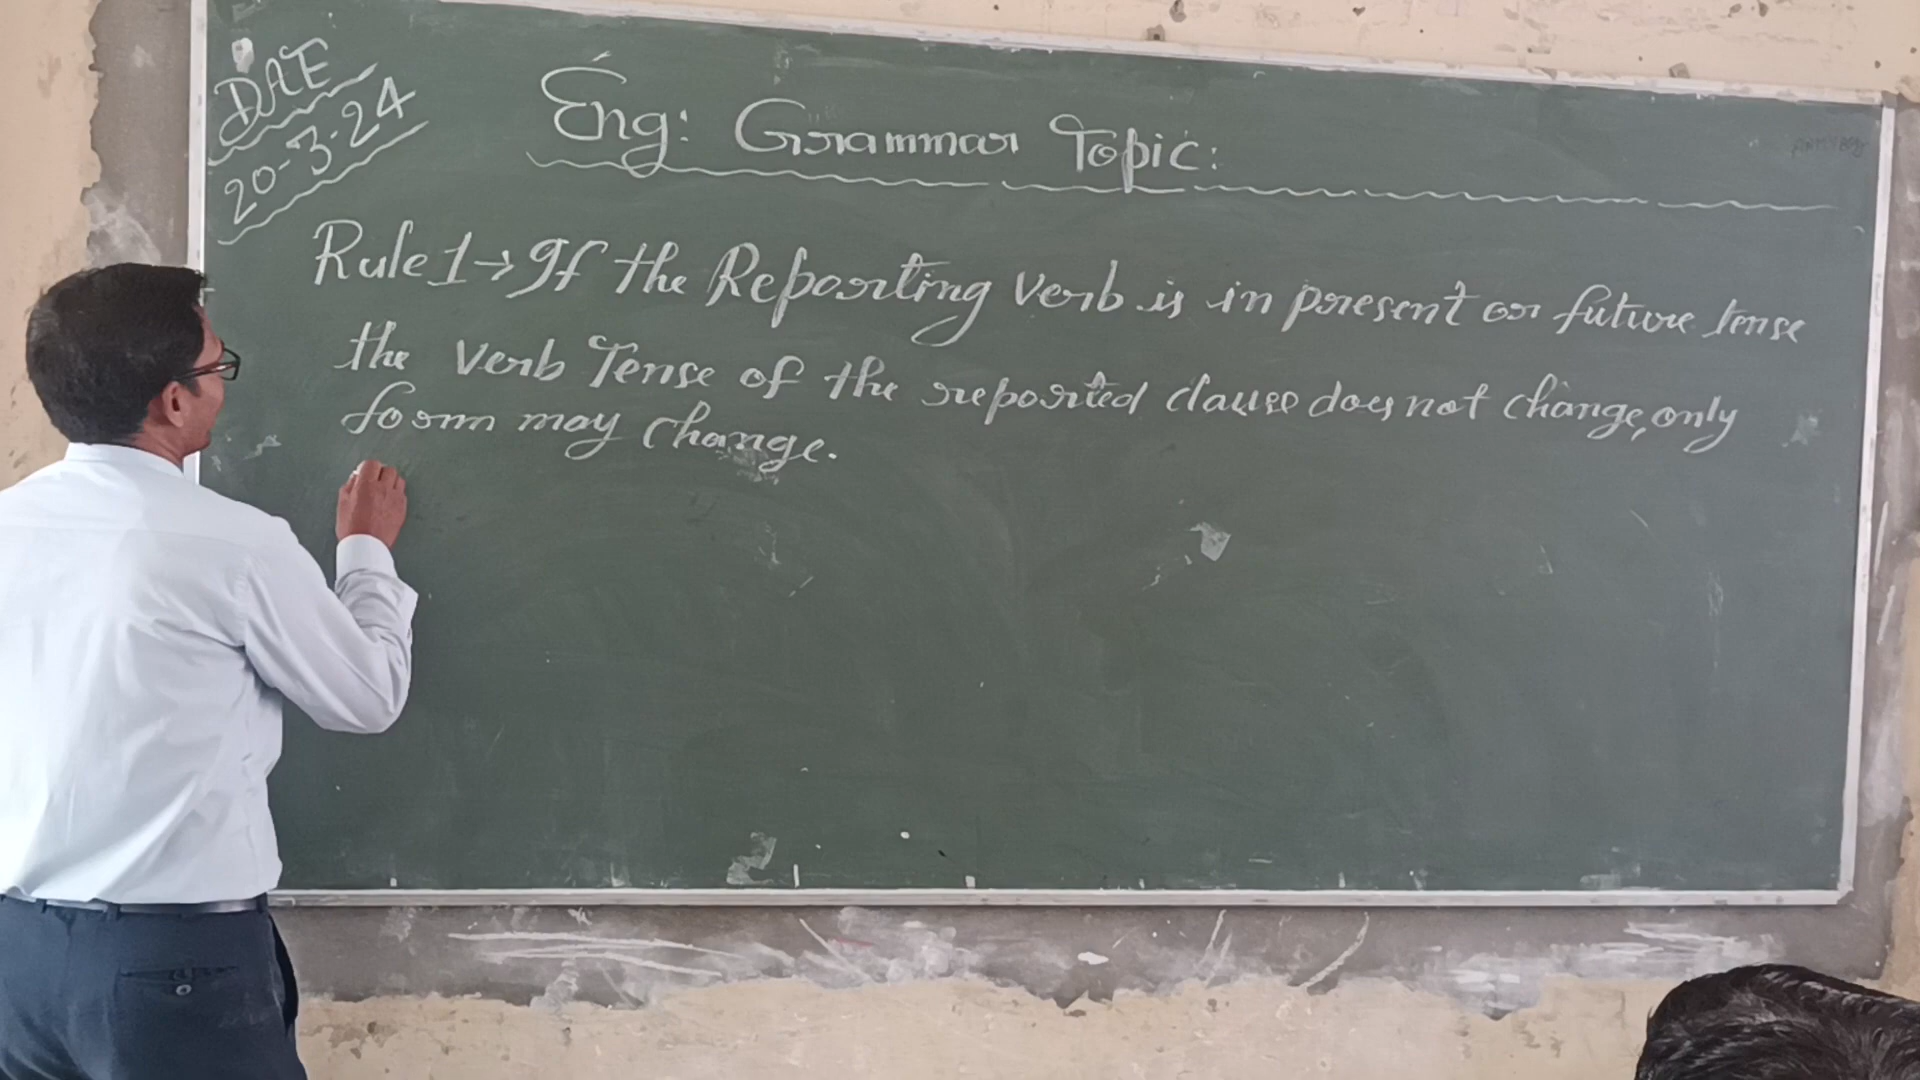 DATE
20-3-24
Eng: Grammar Topic:
Rule 1→ If the Reporting Verb is in present or future tense
the Verb Tense of the reported clause does not change, only
form may change.